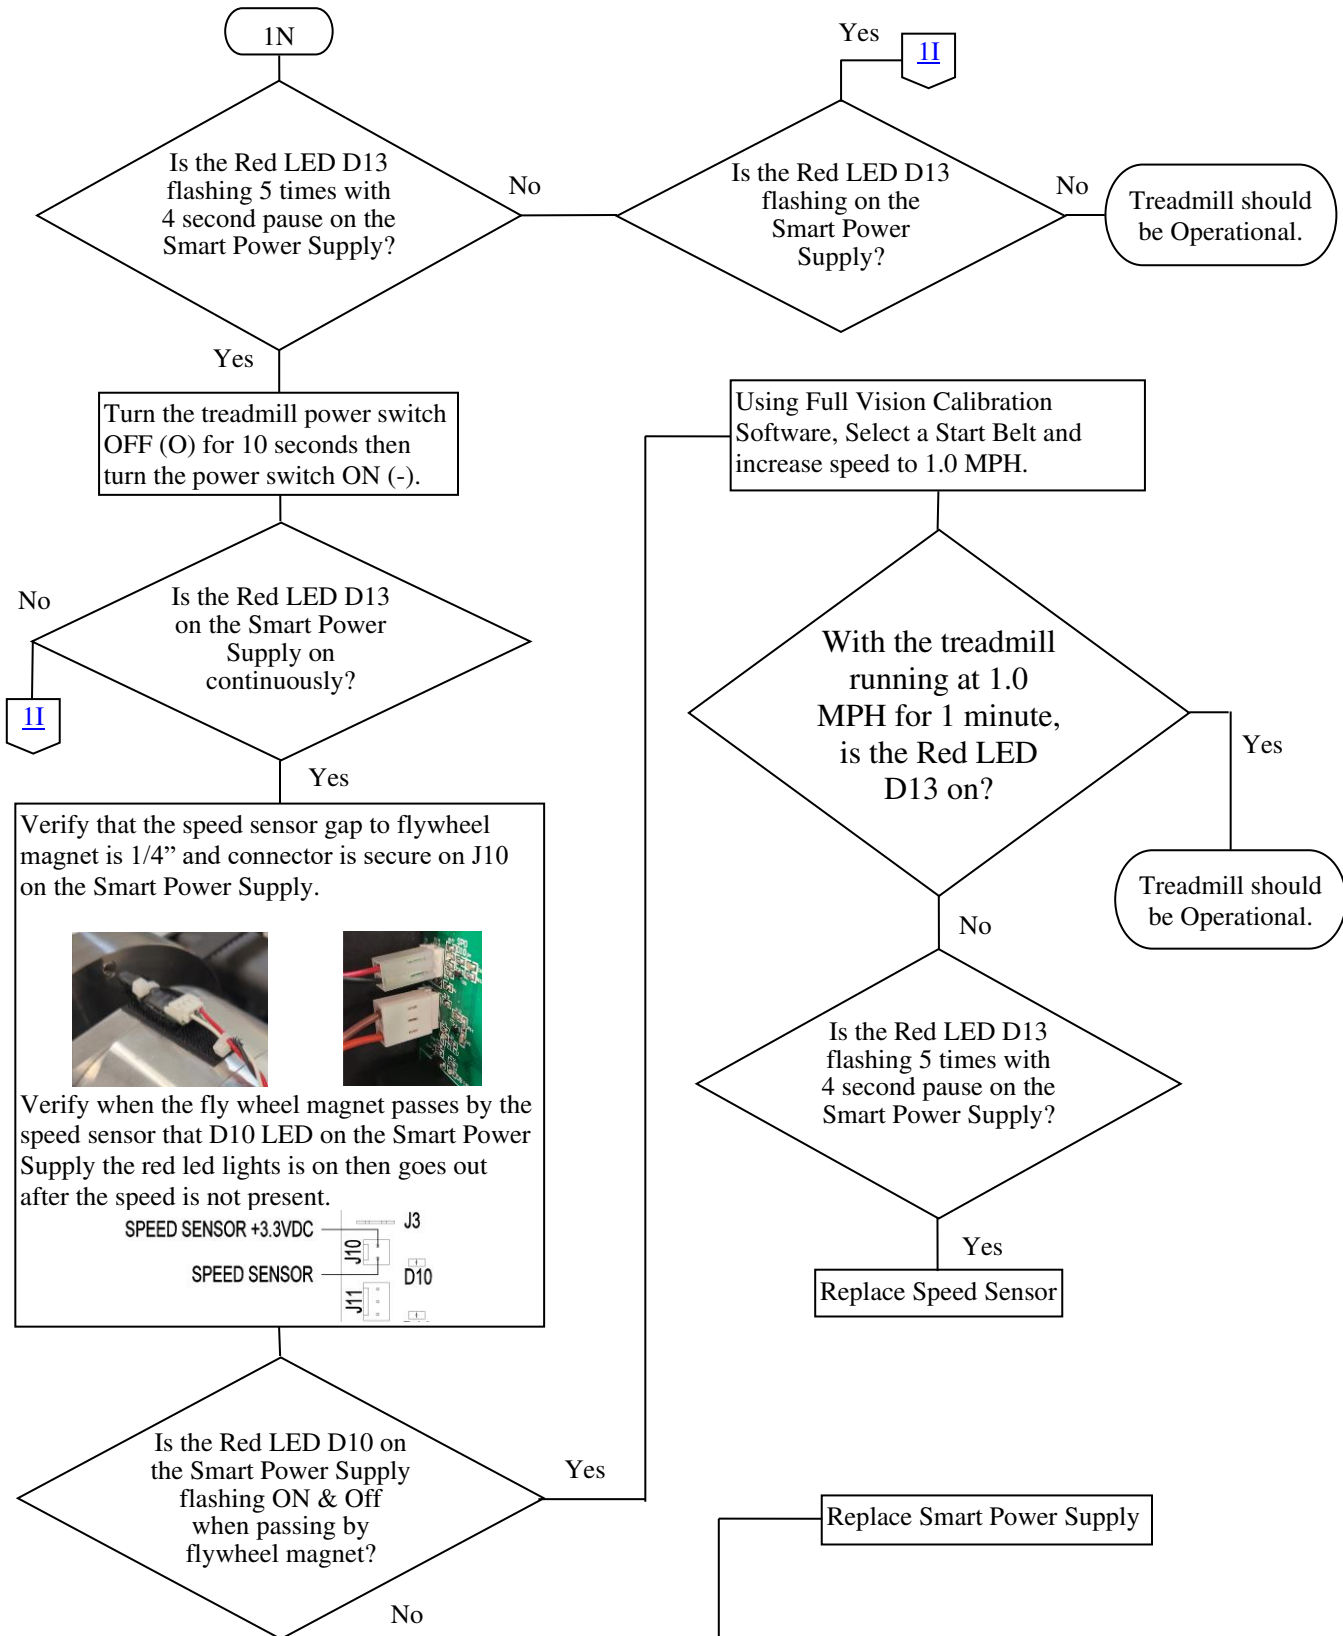 1N
Is the Red LED D13
flashing 5 times with
4 second pause on the
Smart Power Supply?
No
Yes
1I
Is the Red LED D13
flashing on the
Smart Power
Supply?
No
Treadmill should
be Operational.
Yes
Turn the treadmill power switch
OFF (O) for 10 seconds then
turn the power switch ON (-).
No
Is the Red LED D13
on the Smart Power
Supply on
continuously?
1I
Yes
Verify that the speed sensor gap to flywheel
magnet is 1/4” and connector is secure on J10
on the Smart Power Supply.
Verify when the fly wheel magnet passes by the
speed sensor that D10 LED on the Smart Power
Supply the red led lights is on then goes out
after the speed is not present.
SPEED SENSOR +3.3VDC
J3
J10
SPEED SENSOR
D10
J11
Is the Red LED D10 on
the Smart Power Supply
flashing ON & Off
when passing by
flywheel magnet?
Yes
No
Using Full Vision Calibration
Software, Select a Start Belt and
increase speed to 1.0 MPH.
With the treadmill
running at 1.0
MPH for 1 minute,
is the Red LED
D13 on?
Yes
Treadmill should
be Operational.
No
Is the Red LED D13
flashing 5 times with
4 second pause on the
Smart Power Supply?
Yes
Replace Speed Sensor
Replace Smart Power Supply